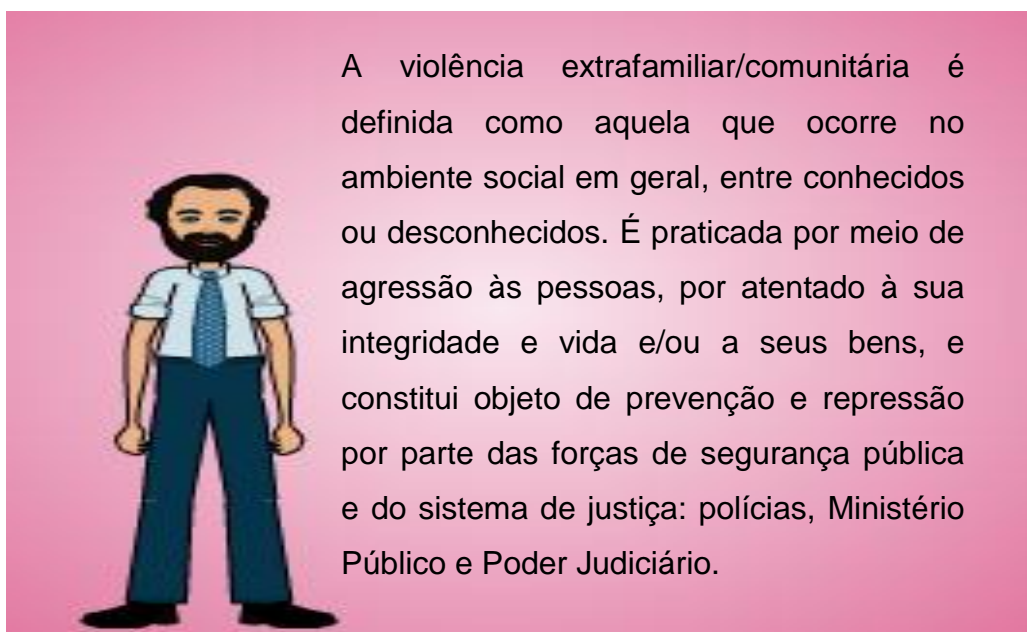 A violência extrafamiliar/comunitária é
definida como aquela que ocorre no
ambiente social em geral, entre conhecidos
ou desconhecidos. É praticada por meio de
agressão às pessoas, por atentado à sua
integridade e vida e/ou a seus bens, e
constitui objeto de prevenção e repressão
por parte das forças de segurança pública
e do sistema de justiça: polícias, Ministério
Público e Poder Judiciário.